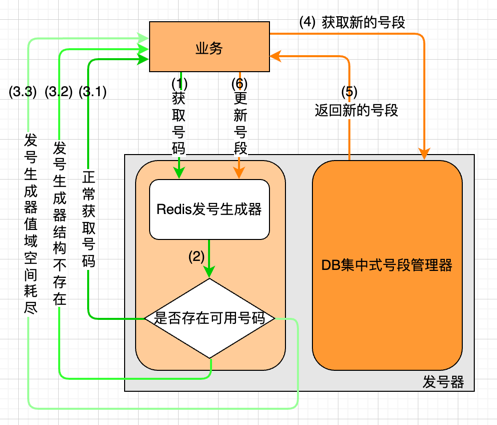 (4) 获取新的号段
业务
(3.3)
(3.2)
(3.1)
(1)
获取号码
(6)
更新号段
(5)
返回新的号段
发号生成器值域空间耗尽
发号生成器结构不存在
正常获取号码
Redis发号生成器
(2)
是否存在可用号码
DB集中式号段管理器
发号器